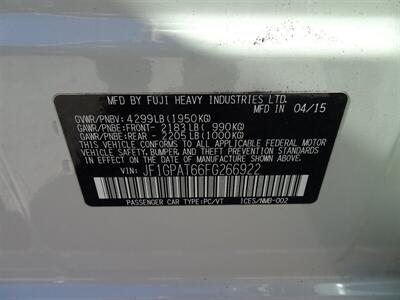 MFD BY FUJI HEAVY INDUSTRIES LTD.
MFD IN 04/15
GVWR/PNBV: 4299LB(1950KG)
GAWR/PNBE:FRONT- 2183LB( 990KG)
GAWR/PNBE:REAR - 2205LB(1000KG)
THIS VEHICLE CONFORMS TO ALL APPLICABLE FEDERAL MOTOR
VEHICLE SAFETY, BUMPER, AND THEFT PREVENTION STANDARDS
IN EFFECT ON THE DATE OF MANUFACTURE SHOWN ABOVE.
VIN: JF1GPAT66FG266922
PASSENGER CAR TYPE:PC/VT ICES/NMB-002